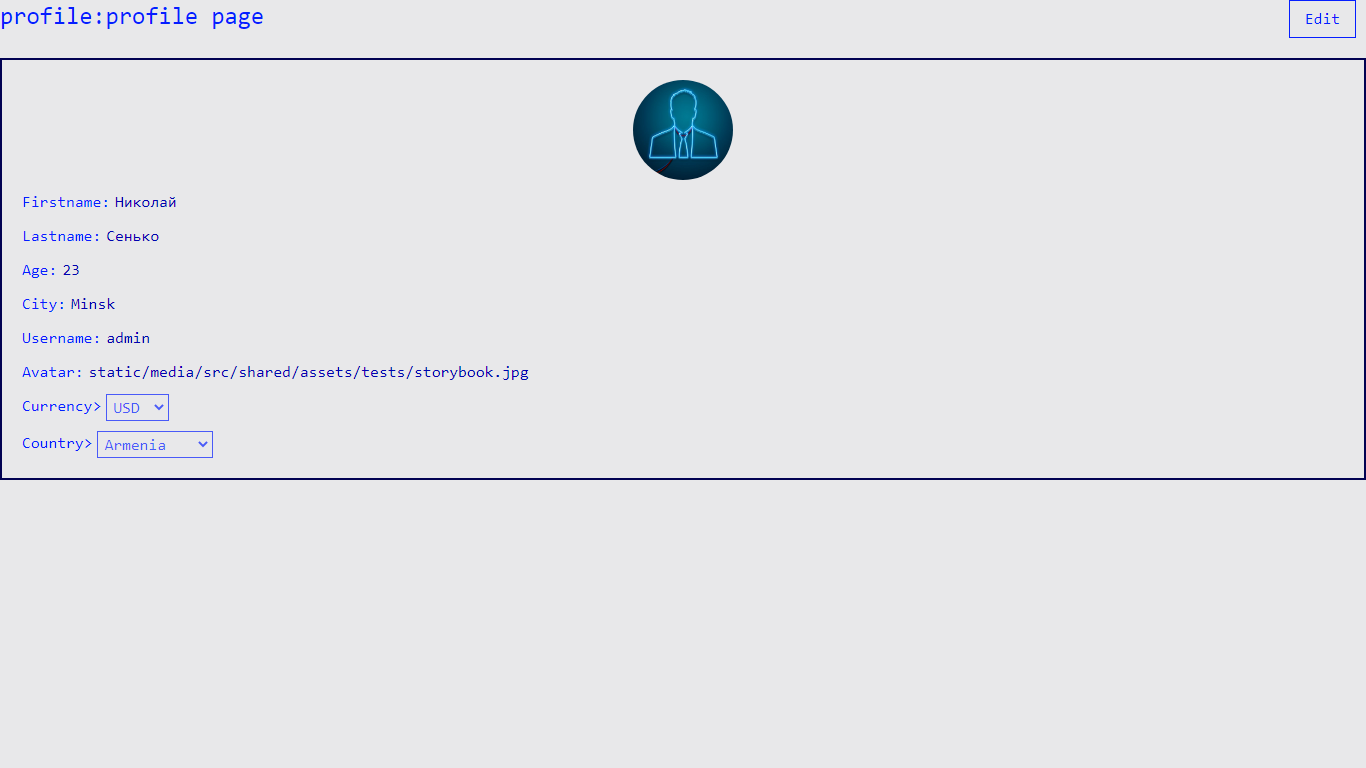 profile:profile page
Edit
Firstname: Николай
Lastname: Сенько
Age: 23
City: Minsk
Username: admin
Avatar: static/media/src/shared/assets/tests/storybook.jpg
Currency> USD
Country> Armenia